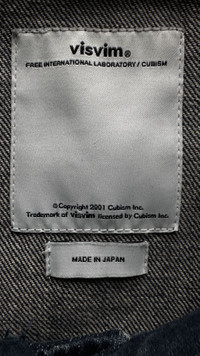 visvim®
FREE INTERNATIONAL LABORATORY / CUBISM
©Copyright 2001 Cubism Inc.
Trademark of visvim licensed by Cubism Inc.
MADE IN JAPAN